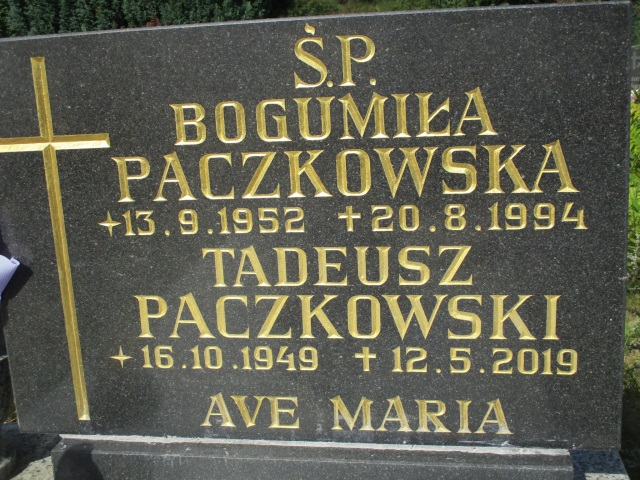 Ś.P.
BOGUMIŁA
PACZKOWSKA
✦13.9.1952 ✝20.8.1994
TADEUSZ
PACZKOWSKI
✦16.10.1949 ✝12.5.2019
AVE MARIA